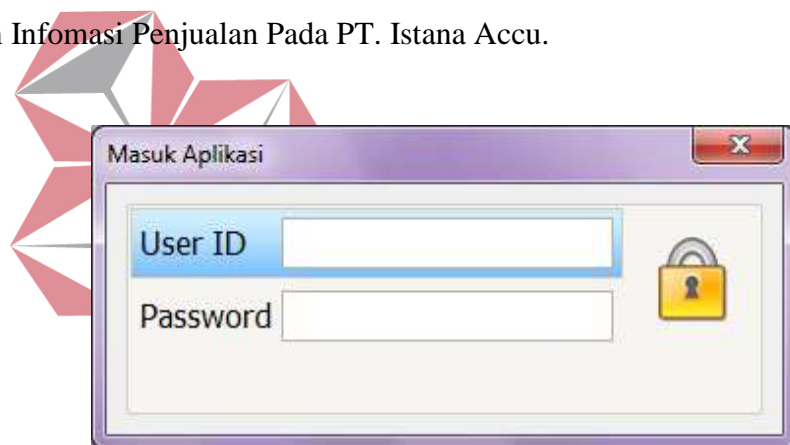 Infomasi Penjualan Pada PT. Istana Accu.
Masuk Aplikasi
User ID
Password